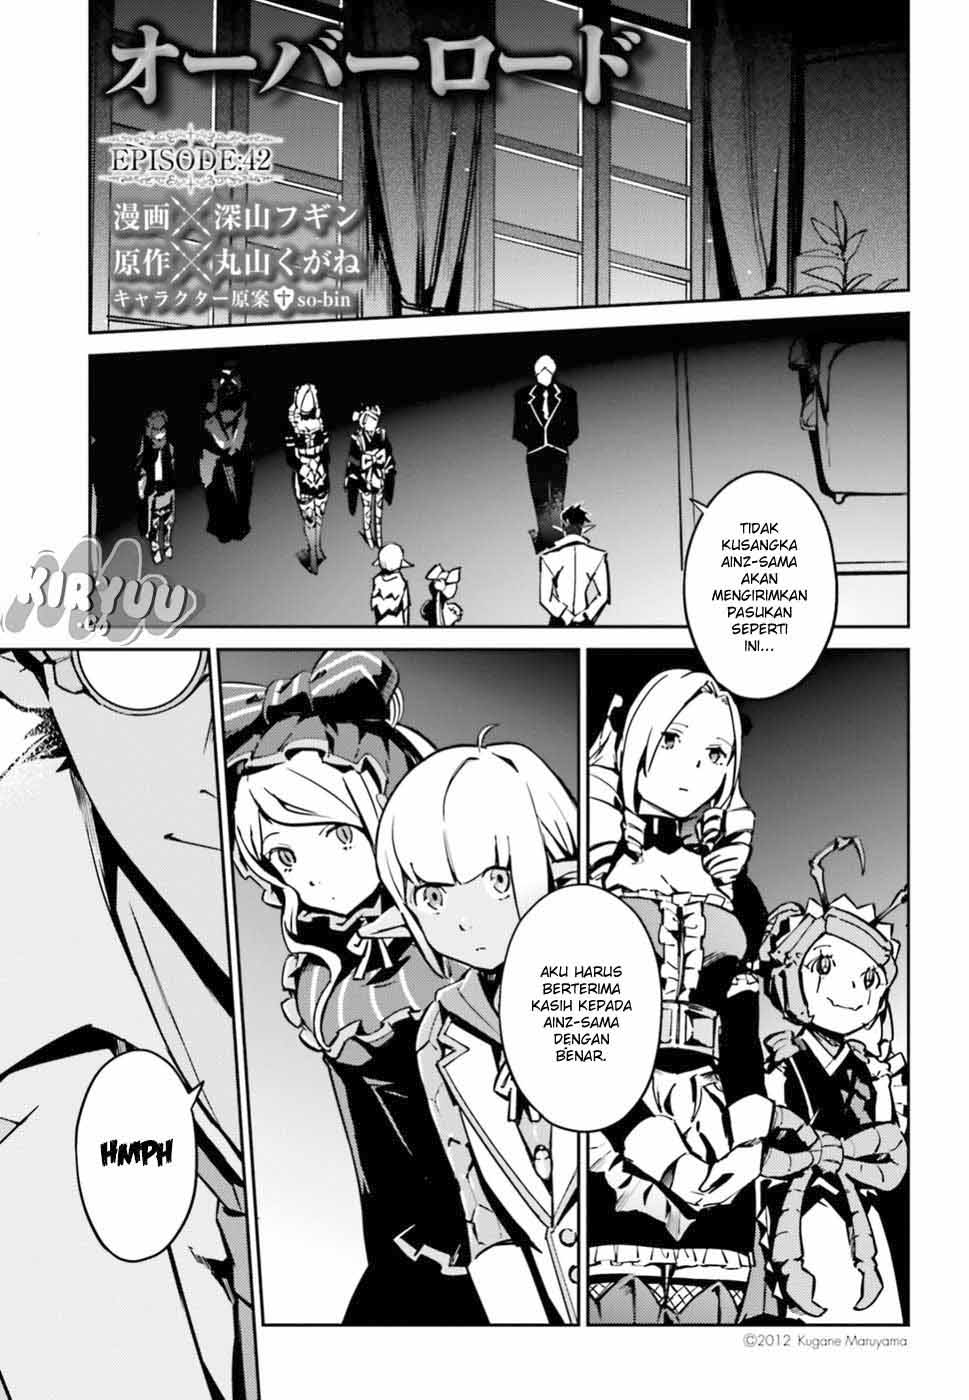 オーバーロード
EPISODE:42
漫画×深山フギン
原作×丸山くがね
キャラクター原案 so-bin
TIDAK
KUSANGKA
AINZ-SAMA
AKAN
MENGIRIMKAN
PASUKAN
SEPERTI
INI...
KIRYUU
.CO
AKU HARUS
BERTERIMA
KASIH KEPADA
AINZ-SAMA
DENGAN
BENAR.
HMPH
©2012 Kugane Maruyama